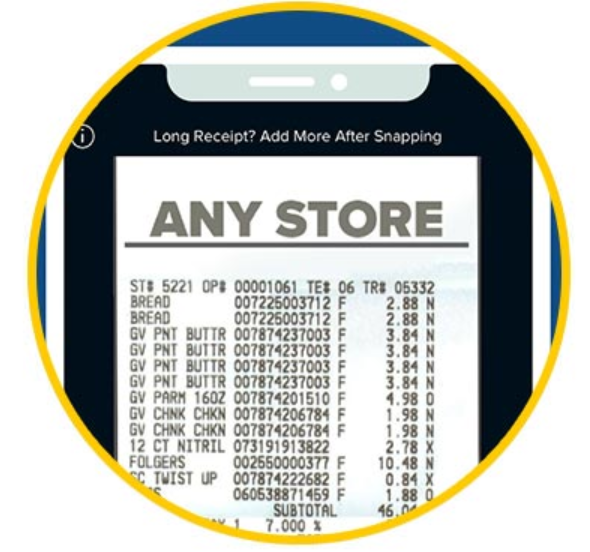 Long Receipt? Add More After Snapping
ANY STORE
ST# 5221 OP# 00001061 TE# 06 TR# 05332
BREAD 007225003712 F 2.88 N
BREAD 007225003712 F 2.88 N
GV PNT BUTTR 007874237003 F 3.84 N
GV PNT BUTTR 007874237003 F 3.84 N
GV PNT BUTTR 007874237003 F 3.84 N
GV PNT BUTTR 007874237003 F 3.84 N
GV PARM 16OZ 007874201510 F 4.98 O
GV CHNK CHKN 007874206784 F 1.98 N
GV CHNK CHKN 007874206784 F 1.98 N
12 CT NITRIL 073191913822 2.78 X
FOLGERS 002550000377 F 10.48 N
SC TWIST UP 007874222682 F 0.84 X
060538871459 F 1.88 O
SUBTOTAL
1 7.000 %